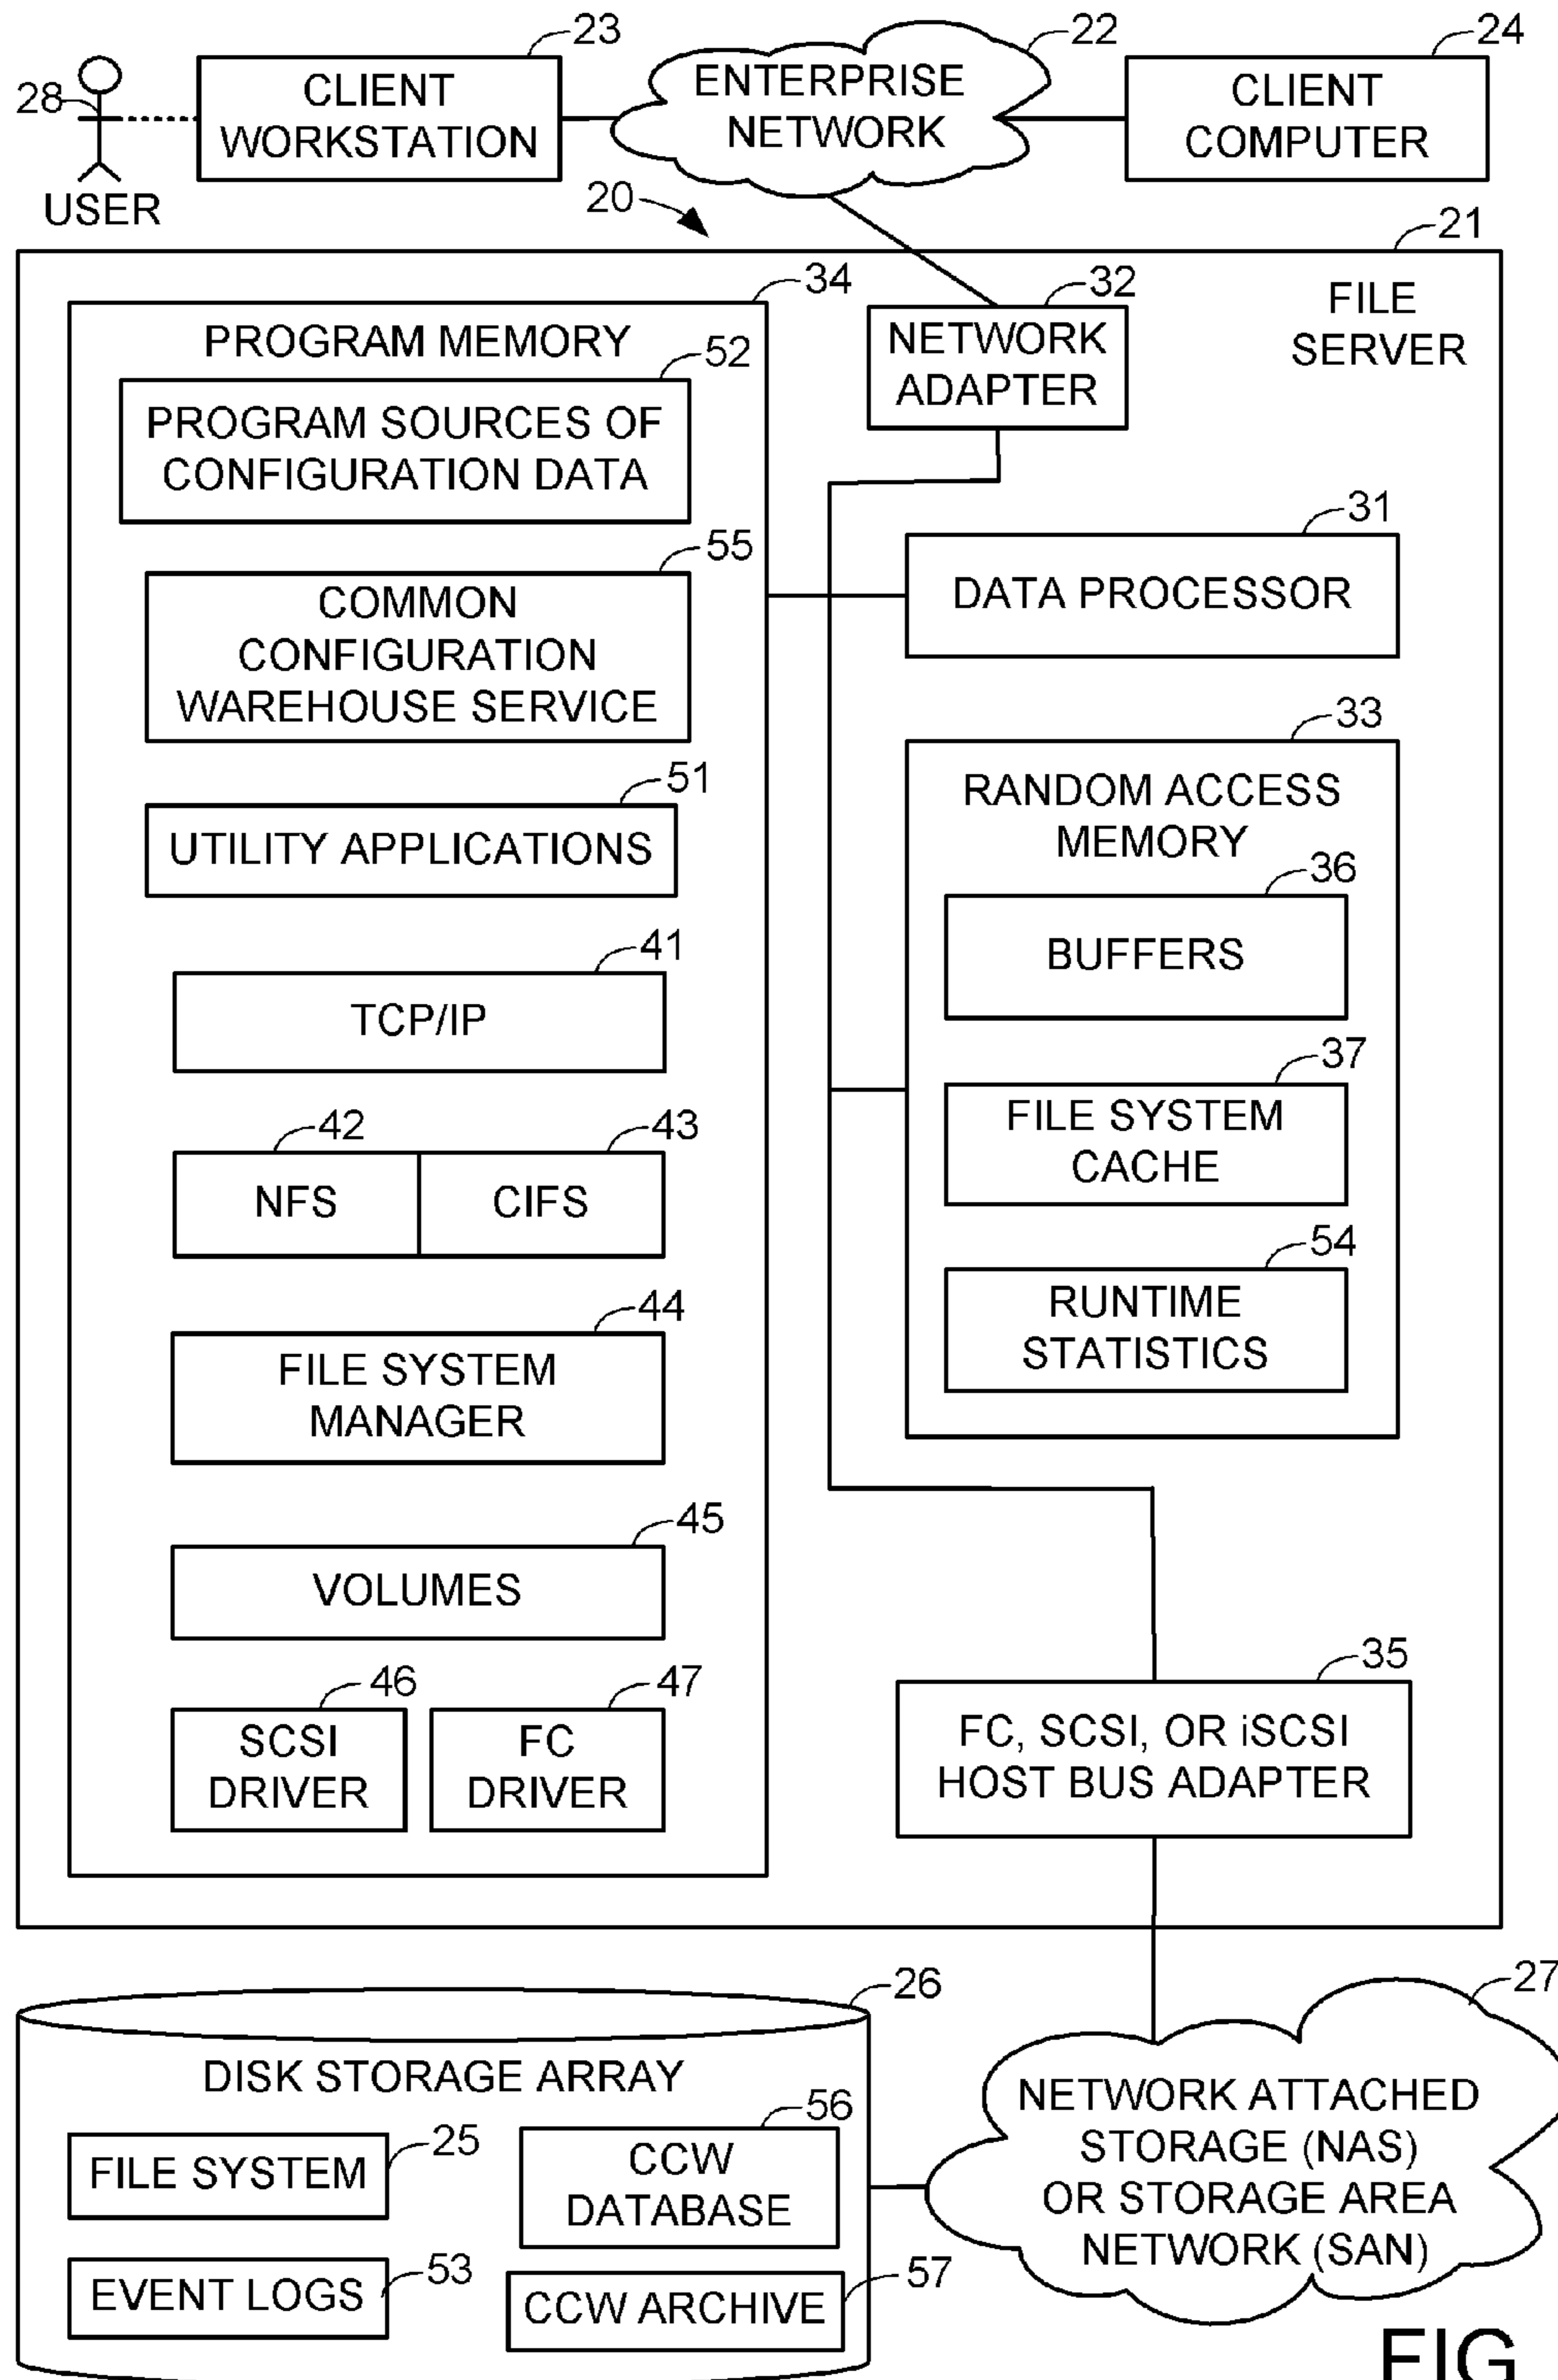 23
22
24
28
CLIENT
WORKSTATION
ENTERPRISE
NETWORK
CLIENT
COMPUTER
USER
20
21
34
32
FILE
SERVER
PROGRAM MEMORY
NETWORK
ADAPTER
52
PROGRAM SOURCES OF
CONFIGURATION DATA
31
DATA PROCESSOR
55
COMMON
CONFIGURATION
WAREHOUSE SERVICE
33
RANDOM ACCESS
MEMORY
51
UTILITY APPLICATIONS
36
BUFFERS
41
TCP/IP
37
FILE SYSTEM
CACHE
42
43
NFS
CIFS
54
RUNTIME
STATISTICS
44
FILE SYSTEM
MANAGER
45
VOLUMES
46
47
SCSI
DRIVER
FC
DRIVER
35
FC, SCSI, OR iSCSI
HOST BUS ADAPTER
26
27
DISK STORAGE ARRAY
NETWORK ATTACHED
STORAGE (NAS)
OR STORAGE AREA
NETWORK (SAN)
25
FILE SYSTEM
56
CCW
DATABASE
53
EVENT LOGS
57
CCW ARCHIVE
FIG